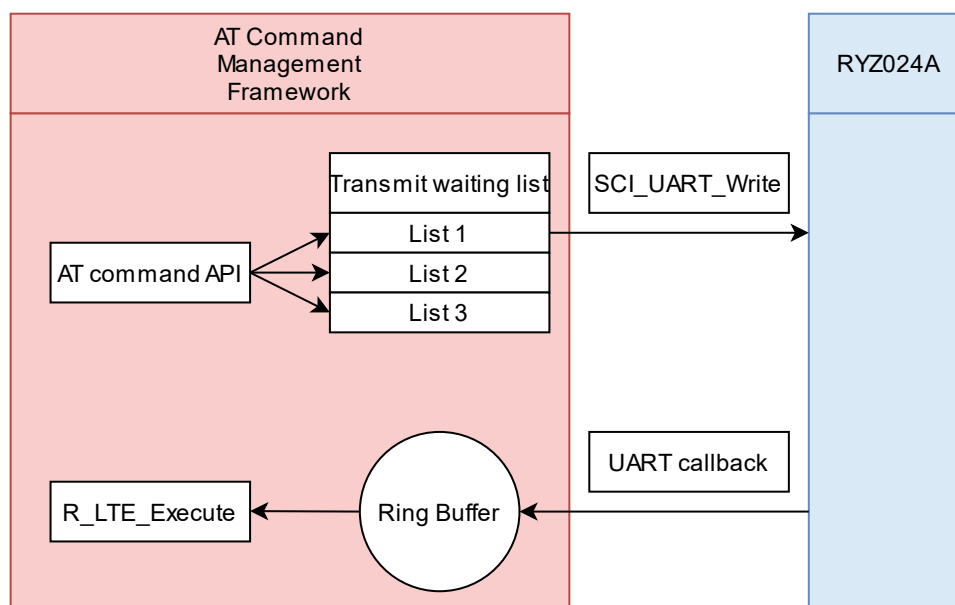 AT Command
Management
Framework
RYZ024A
Transmit waiting list
SCI_UART_Write
List 1
AT command API
List 2
List 3
UART callback
R_LTE_Execute
Ring Buffer